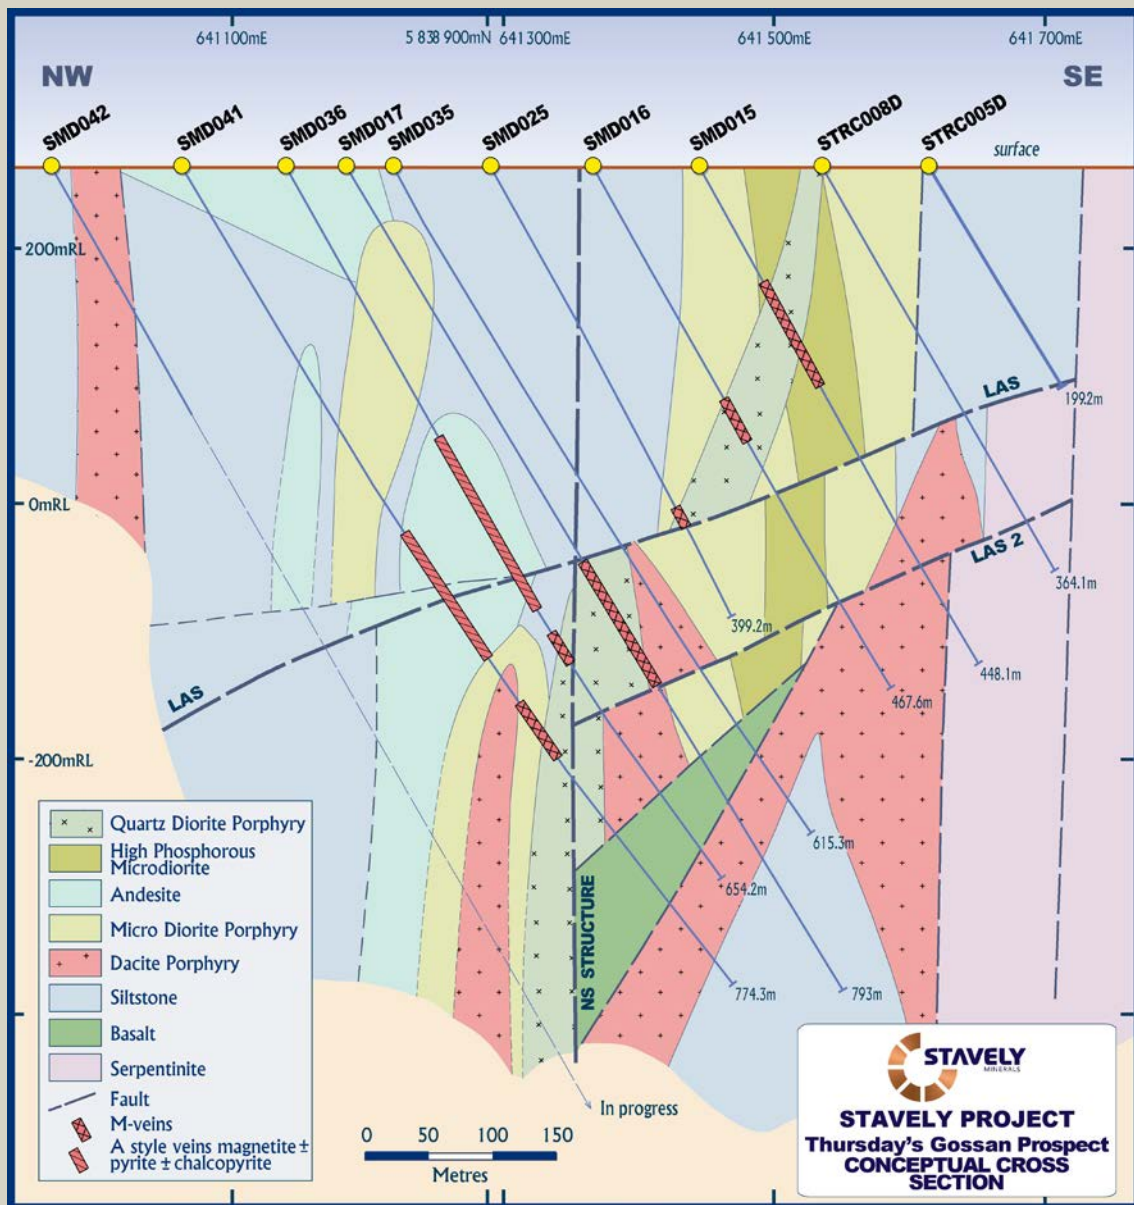 641 100mE
5 838 900mN
641 300mE
641 500mE
641 700mE
NW
SE
SMD042
SMD041
SMD036
SMD017
SMD035
SMD025
SMD016
SMD015
STRC008D
STRC005D
surface
200mRL
LAS
199.2m
0mRL
LAS 2
364.1m
399.2m
448.1m
LAS
467.6m
-200mRL
615.3m
654.2m
NS STRUCTURE
774.3m
793m
Quartz Diorite Porphyry
High Phosphorous
Microdiorite
Andesite
Micro Diorite Porphyry
Dacite Porphyry
Siltstone
Basalt
Serpentinite
Fault
M-veins
A style veins magnetite ±
pyrite ± chalcopyrite
In progress
0 50 100 150
Metres
STAVELY
MINERALS
STAVELY PROJECT
Thursday's Gossan Prospect
CONCEPTUAL CROSS
SECTION